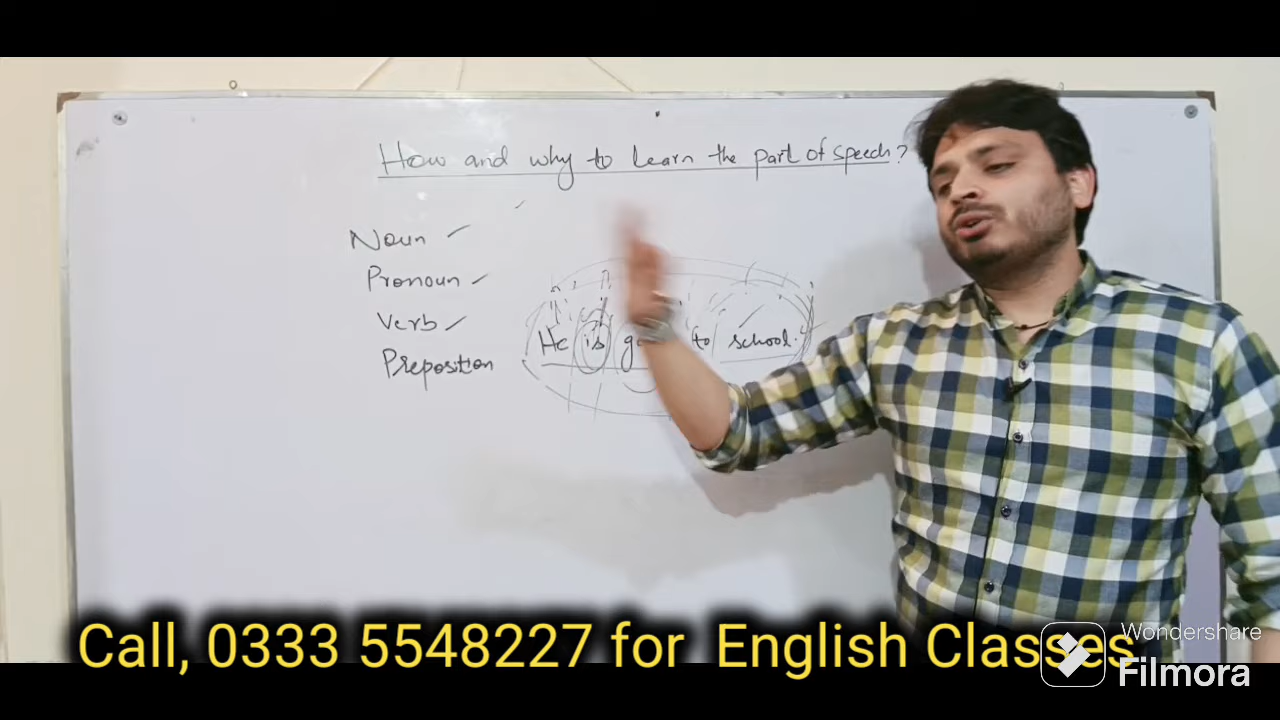 How and why to learn the part of speech?
Noun
Pronoun
Verb
Preposition
He is to school.
Call, 0333 5548227 for English Classes
Wondershare
Filmora